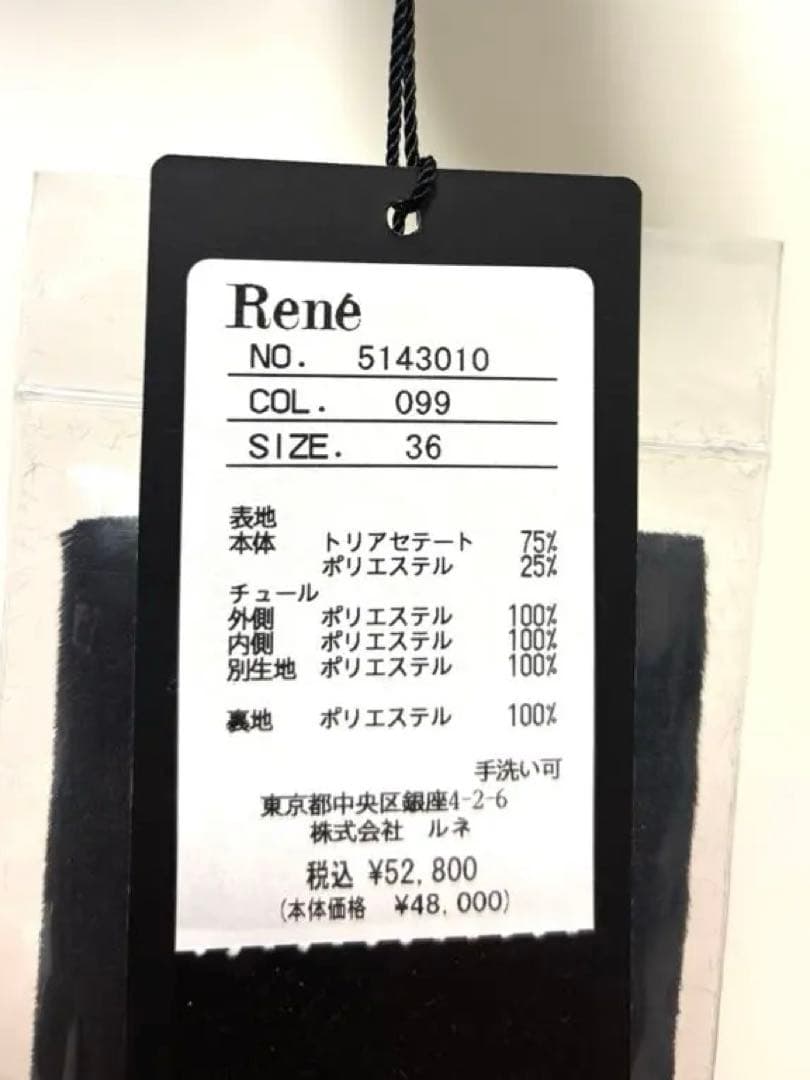 René
NO. 5143010
COL. 099
SIZE. 36
表地
本体 トリアセテート 75%
ポリエステル 25%
チュール
外側 ポリエステル 100%
内側 ポリエステル 100%
別生地 ポリエステル 100%
裏地 ポリエステル 100%
手洗い可
東京都中央区銀座4-2-6
株式会社 ルネ
税込 ¥52,800
(本体価格 ¥48,000)